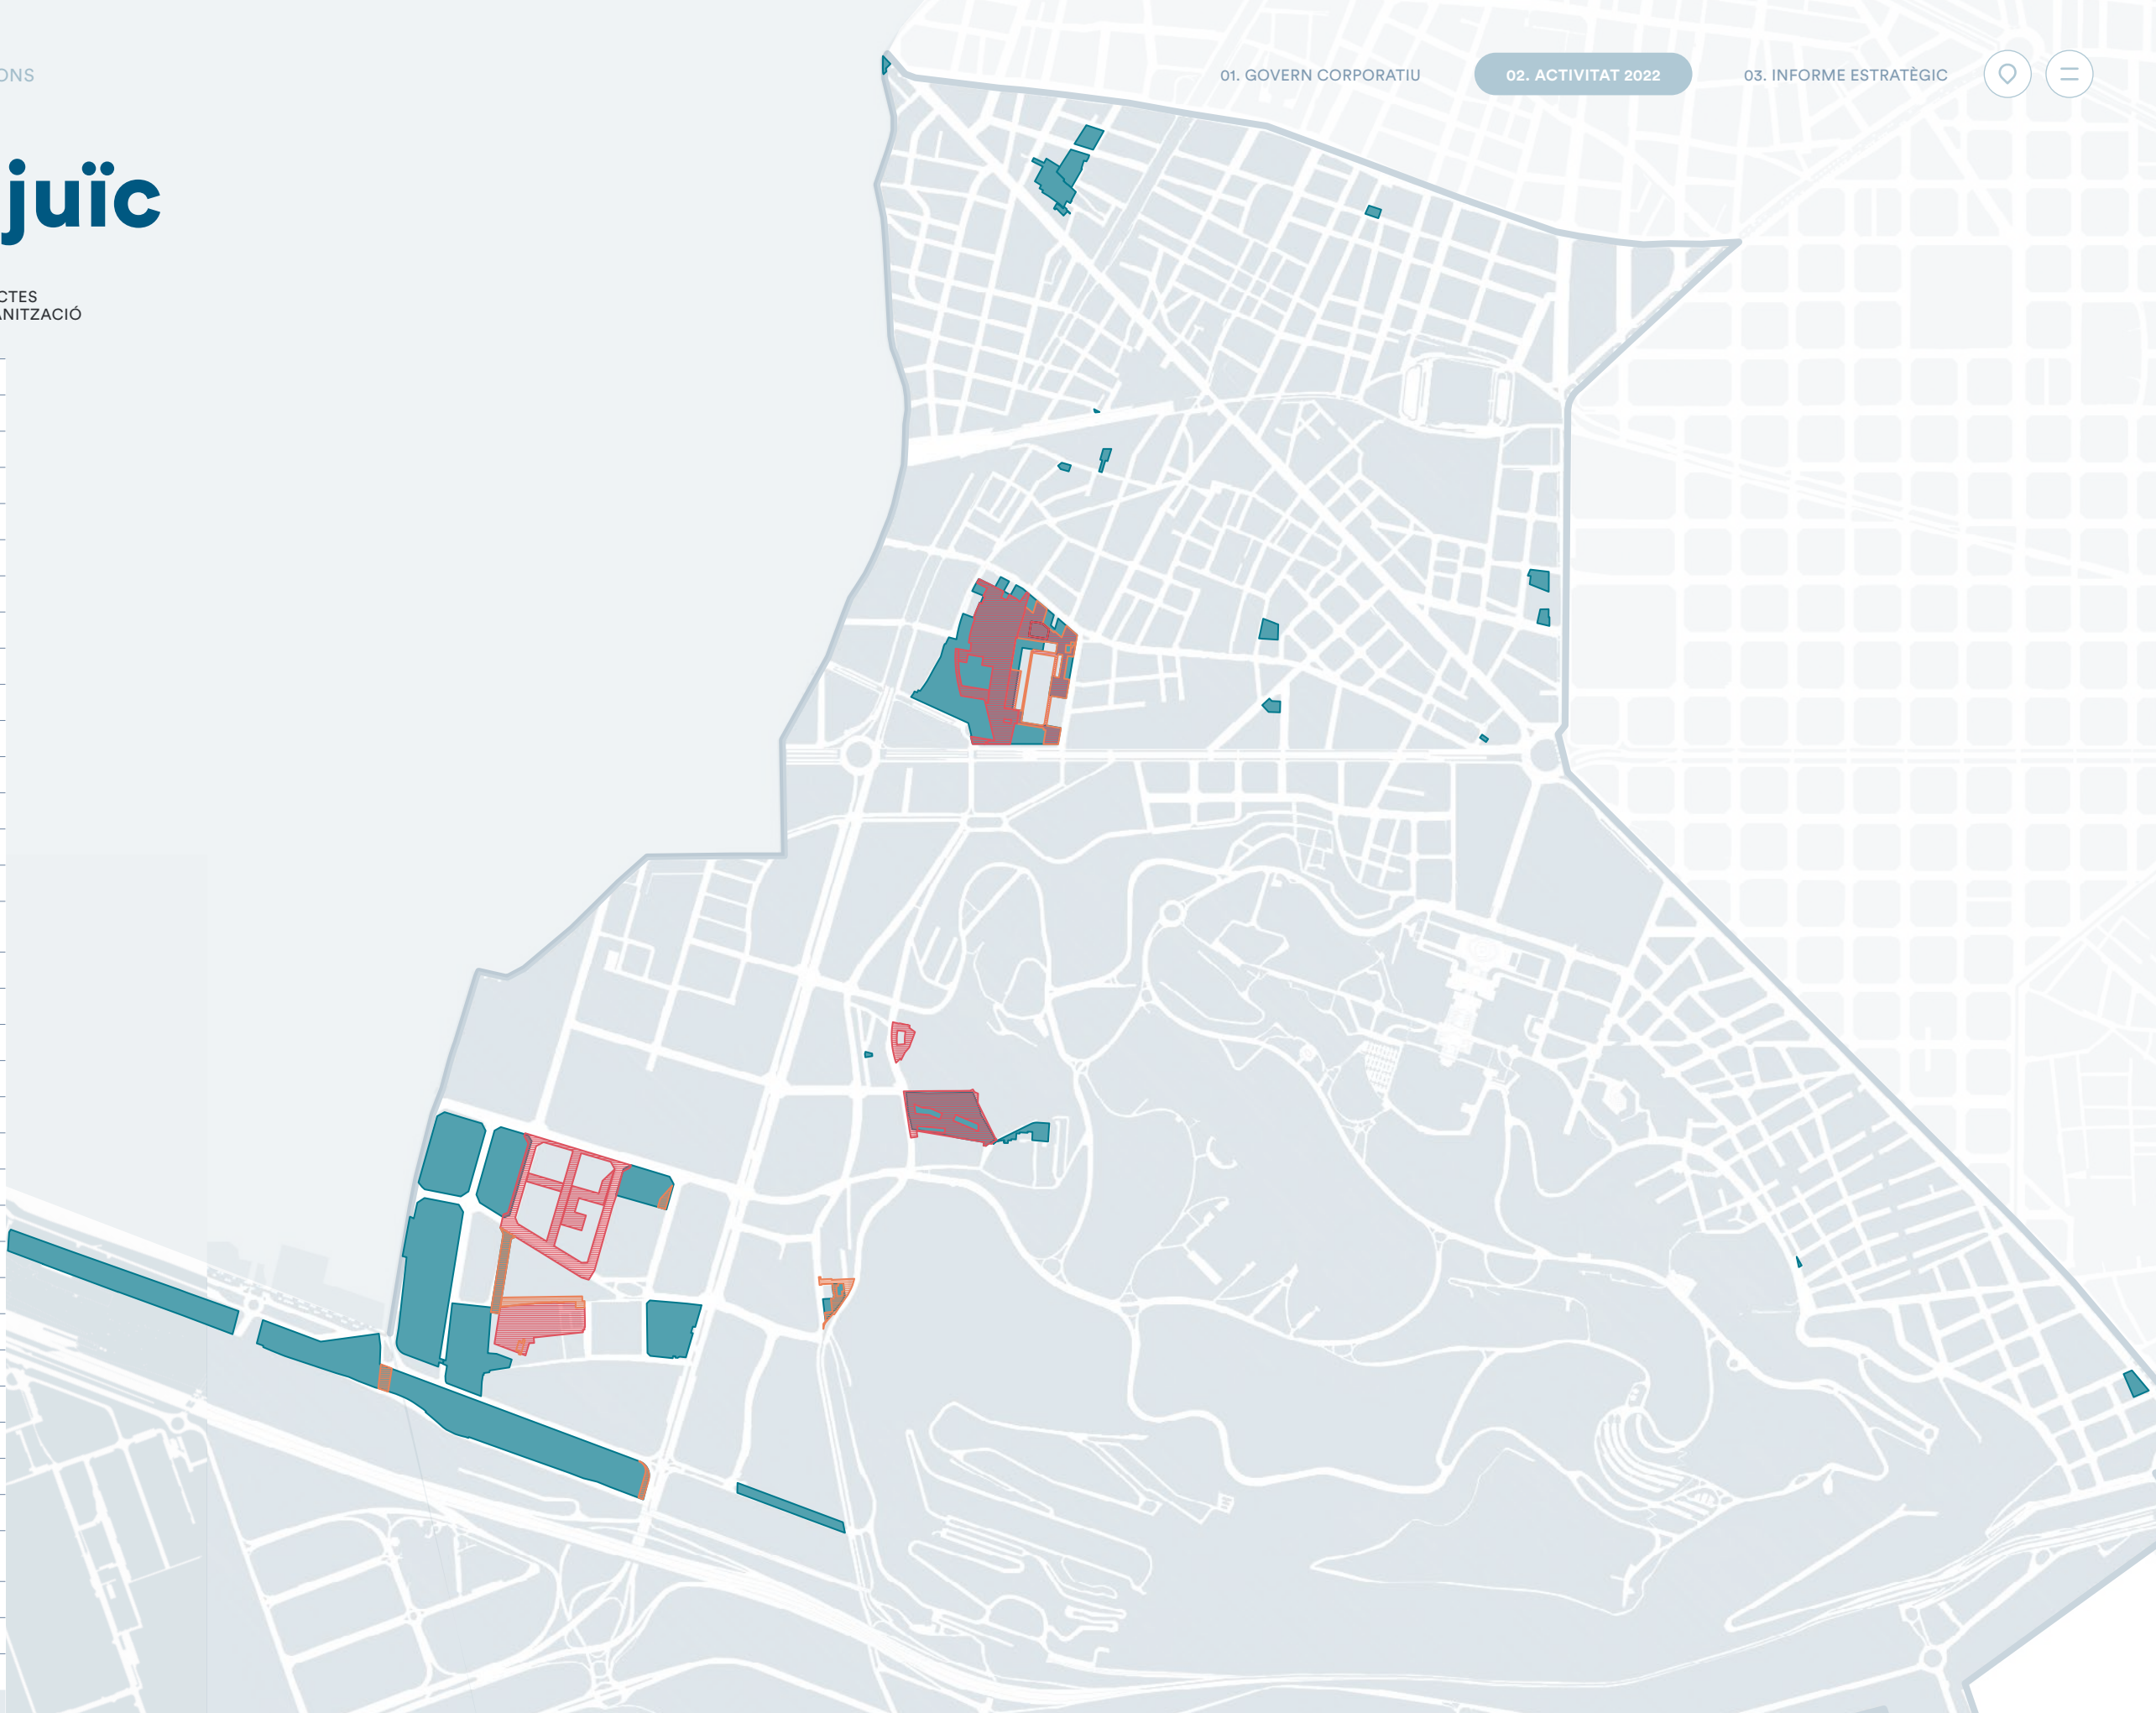 ONS
01. GOVERN CORPORATIU
02. ACTIVITAT 2022
03. INFORME ESTRATÈGIC
juïc
CTES
ANITZACIÓ